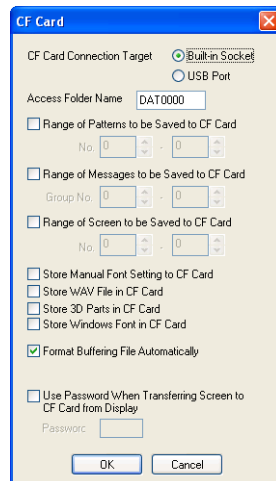 CF Card
CF Card Connection Target Built-in Socket
USB Port
Access Folder Name DAT0000
Range of Patterns to be Saved to CF Card
No. 0 - 0
Range of Messages to be Saved to CF Card
Group No. 0 - 0
Range of Screen to be Saved to CF Card
No. 0 - 0
Store Manual Font Setting to CF Card
Store WAV File in CF Card
Store 3D Parts in CF Card
Store Windows Font in CF Card
Format Buffering File Automatically
Use Password When Transferring Screen to
CF Card from Display
Passworc
OK Cancel